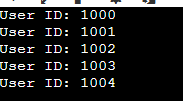 User ID: 1000
User ID: 1001
User ID: 1002
User ID: 1003
User ID: 1004